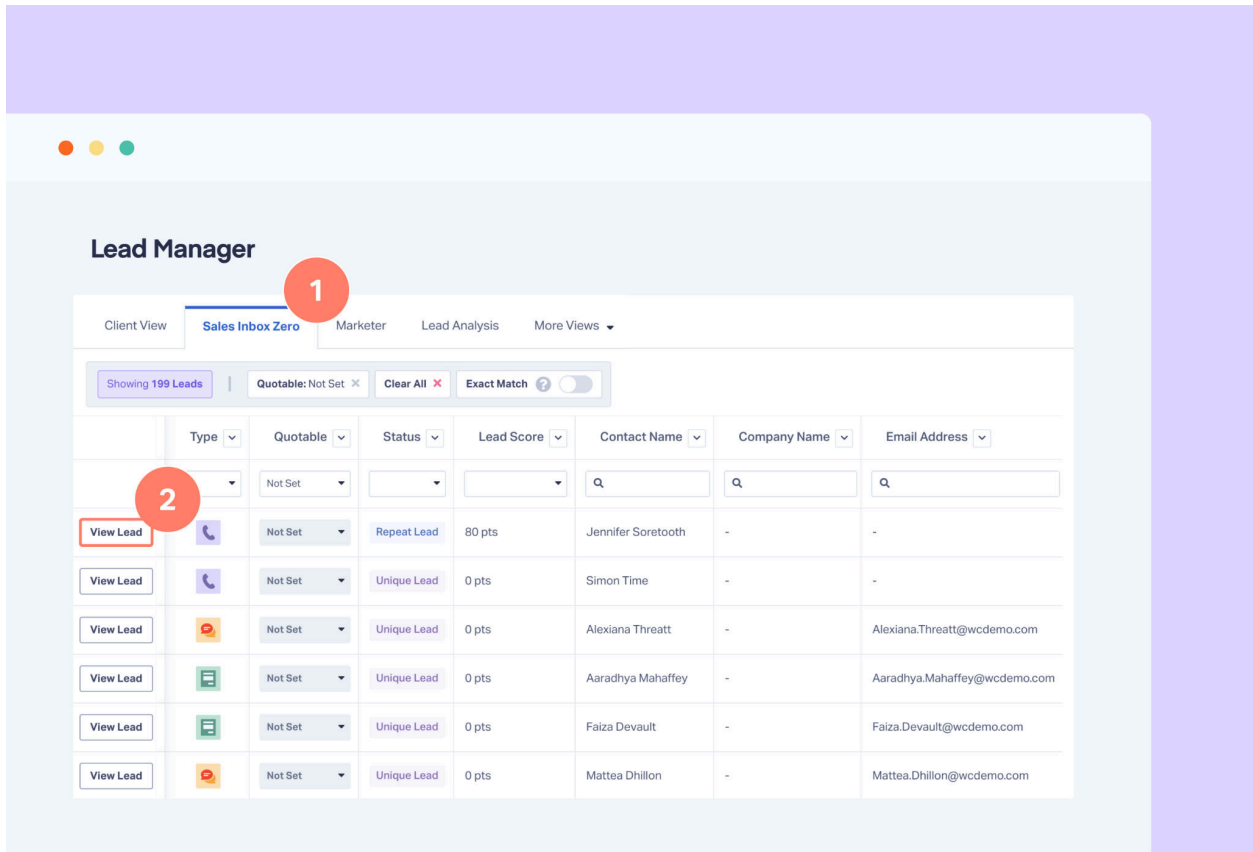 Lead Manager
1
Client View Sales Inbox Zero Marketer Lead Analysis More Views
Showing 199 Leads | Quotable: Not Set × Clear All × Exact Match ?
Type Quotable Status Lead Score Contact Name Company Name Email Address
Not Set
2
View Lead Not Set Repeat Lead 80 pts Jennifer Soretooth - -
View Lead Not Set Unique Lead 0 pts Simon Time - -
View Lead Not Set Unique Lead 0 pts Alexiana Threatt - Alexiana.Threatt@wcdemo.com
View Lead Not Set Unique Lead 0 pts Aaradhya Mahaffey - Aaradhya.Mahaffey@wcdemo.com
View Lead Not Set Unique Lead 0 pts Faiza Devault - Faiza.Devault@wcdemo.com
View Lead Not Set Unique Lead 0 pts Mattea Dhillon - Mattea.Dhillon@wcdemo.com